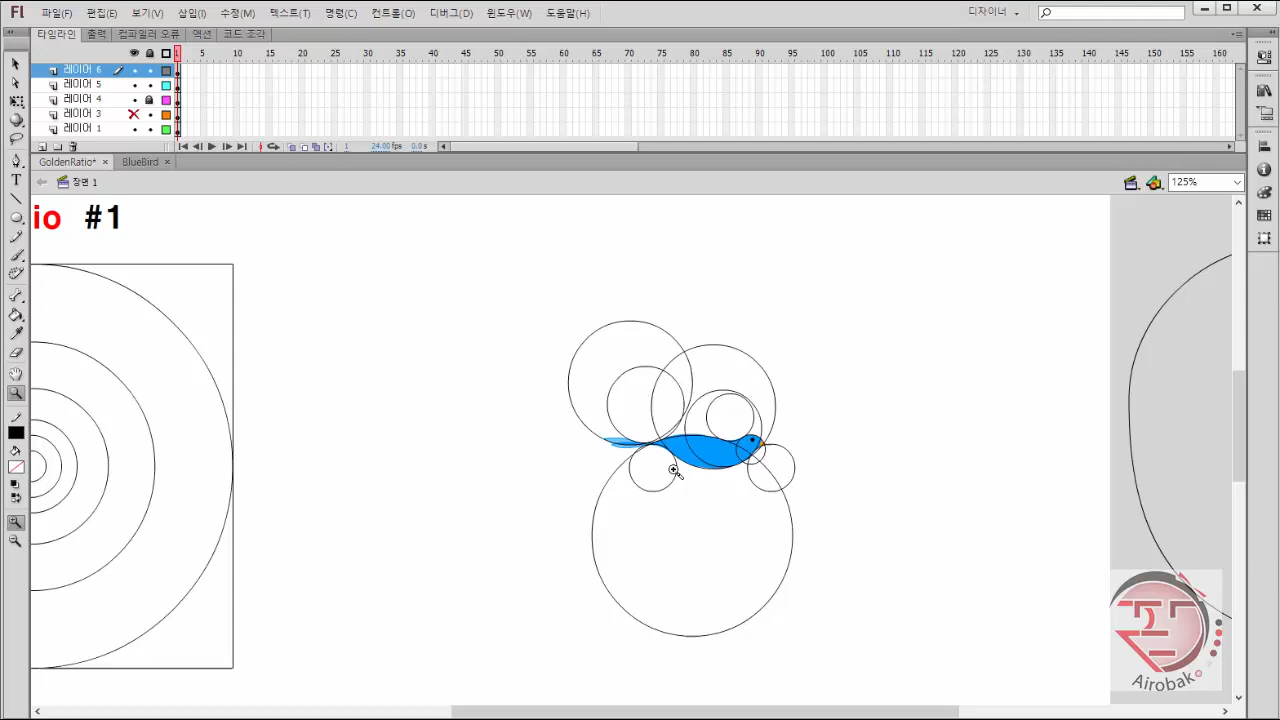 Fl 파일(F) 편집(E) 보기(V) 삽입(I) 수정(M) 텍스트(T) 명령(C) 컨트롤(O) 디버그(D) 윈도우(W) 도움말(H) 디자이너
타임라인 출력 컴파일러 오류 액션 코드 조각
1 5 10 15 20 25 30 35 40 45 50 55 60 65 70 75 80 85 90 95 100 105 110 115 120 125 130 135 140 145 150 155 162
레이어 6
레이어 5
레이어 4
레이어 3
레이어 1
1 24.00 fps 0.0 s
GoldenRatio* BlueBird
장면 1 125%
io #1
Airobak